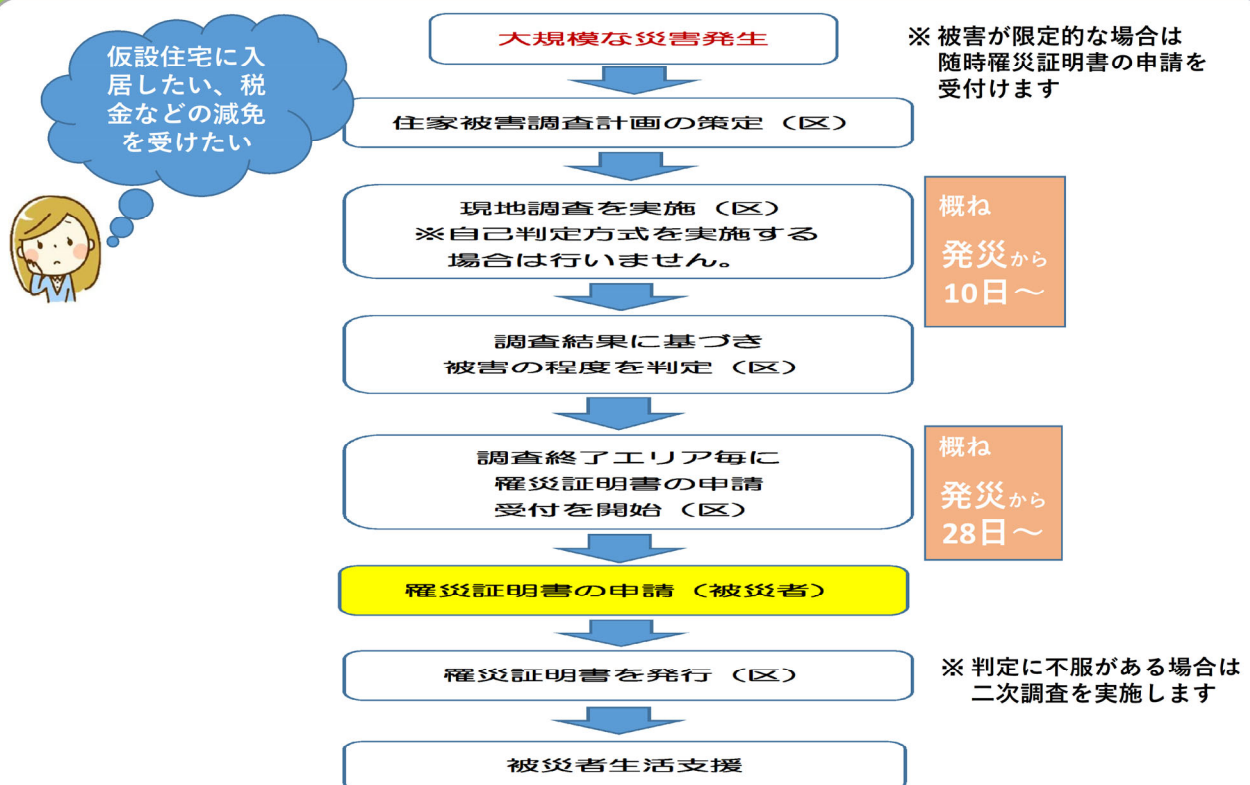 仮設住宅に入
居したい、税
金などの減免
を受けたい
大規模な災害発生
※ 被害が限定的な場合は
随時罹災証明書の申請を
受付けます
住家被害調査計画の策定（区）
現地調査を実施（区）
※自己判定方式を実施する
場合は行いません。
概ね
発災から
10日～
調査結果に基づき
被害の程度を判定（区）
調査終了エリア毎に
罹災証明書の申請
受付を開始（区）
概ね
発災から
28日～
罹災証明書の申請（被災者）
罹災証明書を発行（区）
※ 判定に不服がある場合は
二次調査を実施します
被災者生活支援